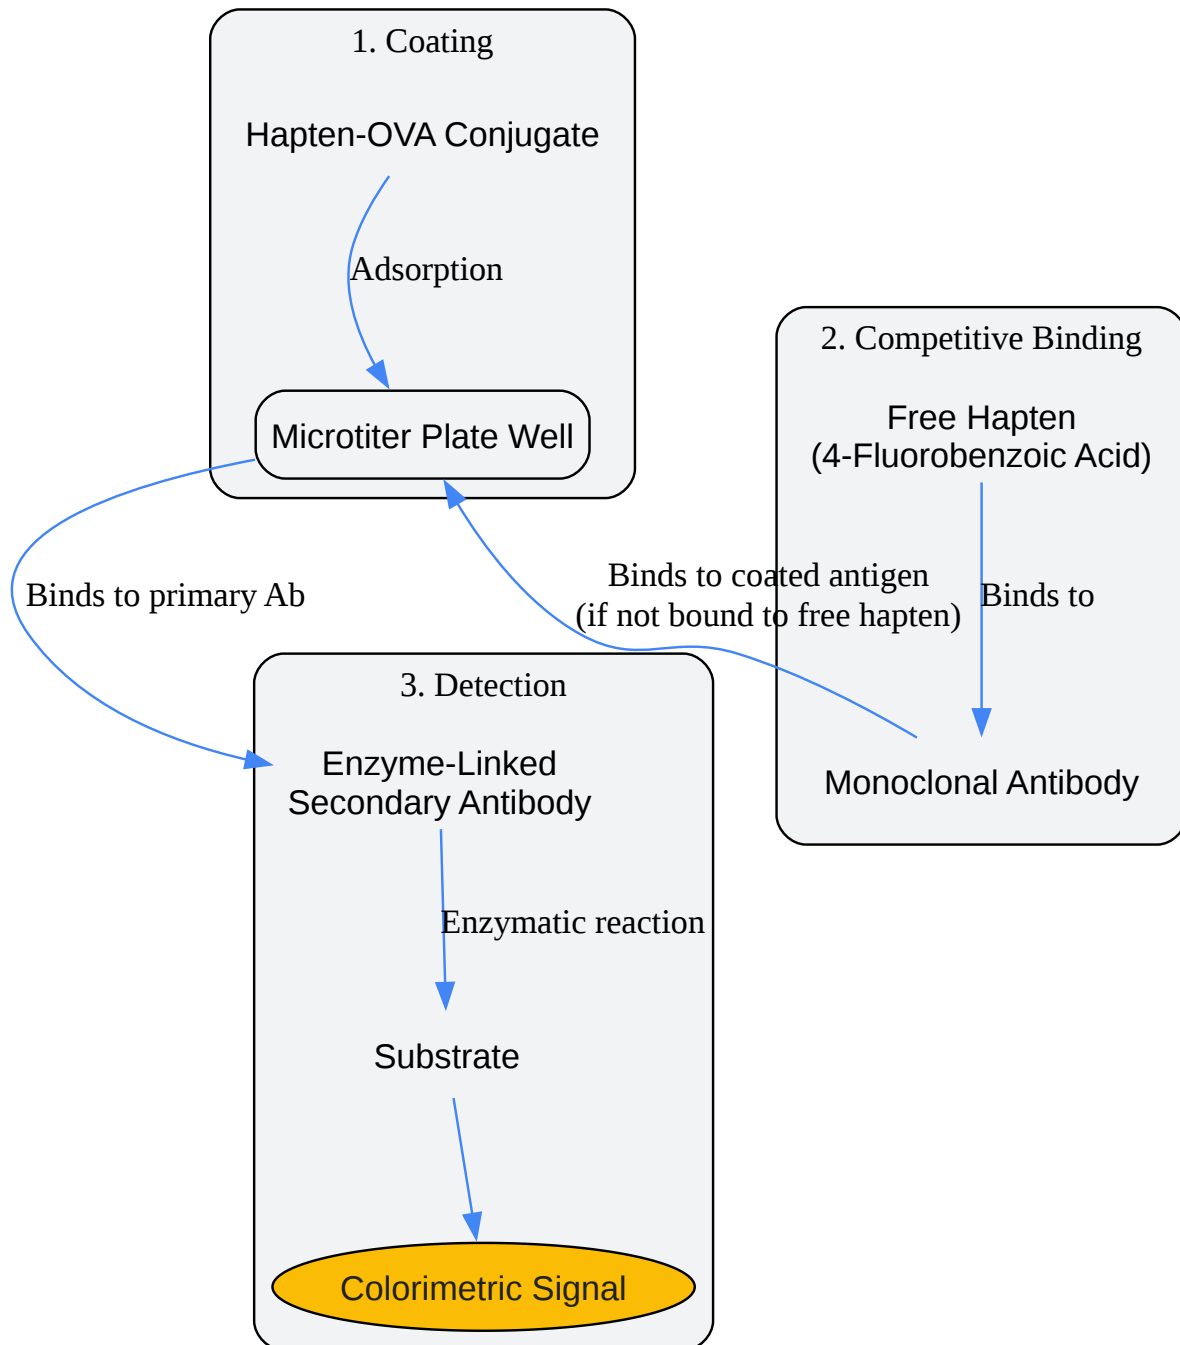 1. Coating
Hapten-OVA Conjugate
Adsorption
Microtiter Plate Well
2. Competitive Binding
Free Hapten
(4-Fluorobenzoic Acid)
Binds to
Binds to coated antigen
(if not bound to free hapten)
Monoclonal Antibody
Binds to primary Ab
3. Detection
Enzyme-Linked
Secondary Antibody
Enzymatic reaction
Substrate
Colorimetric Signal